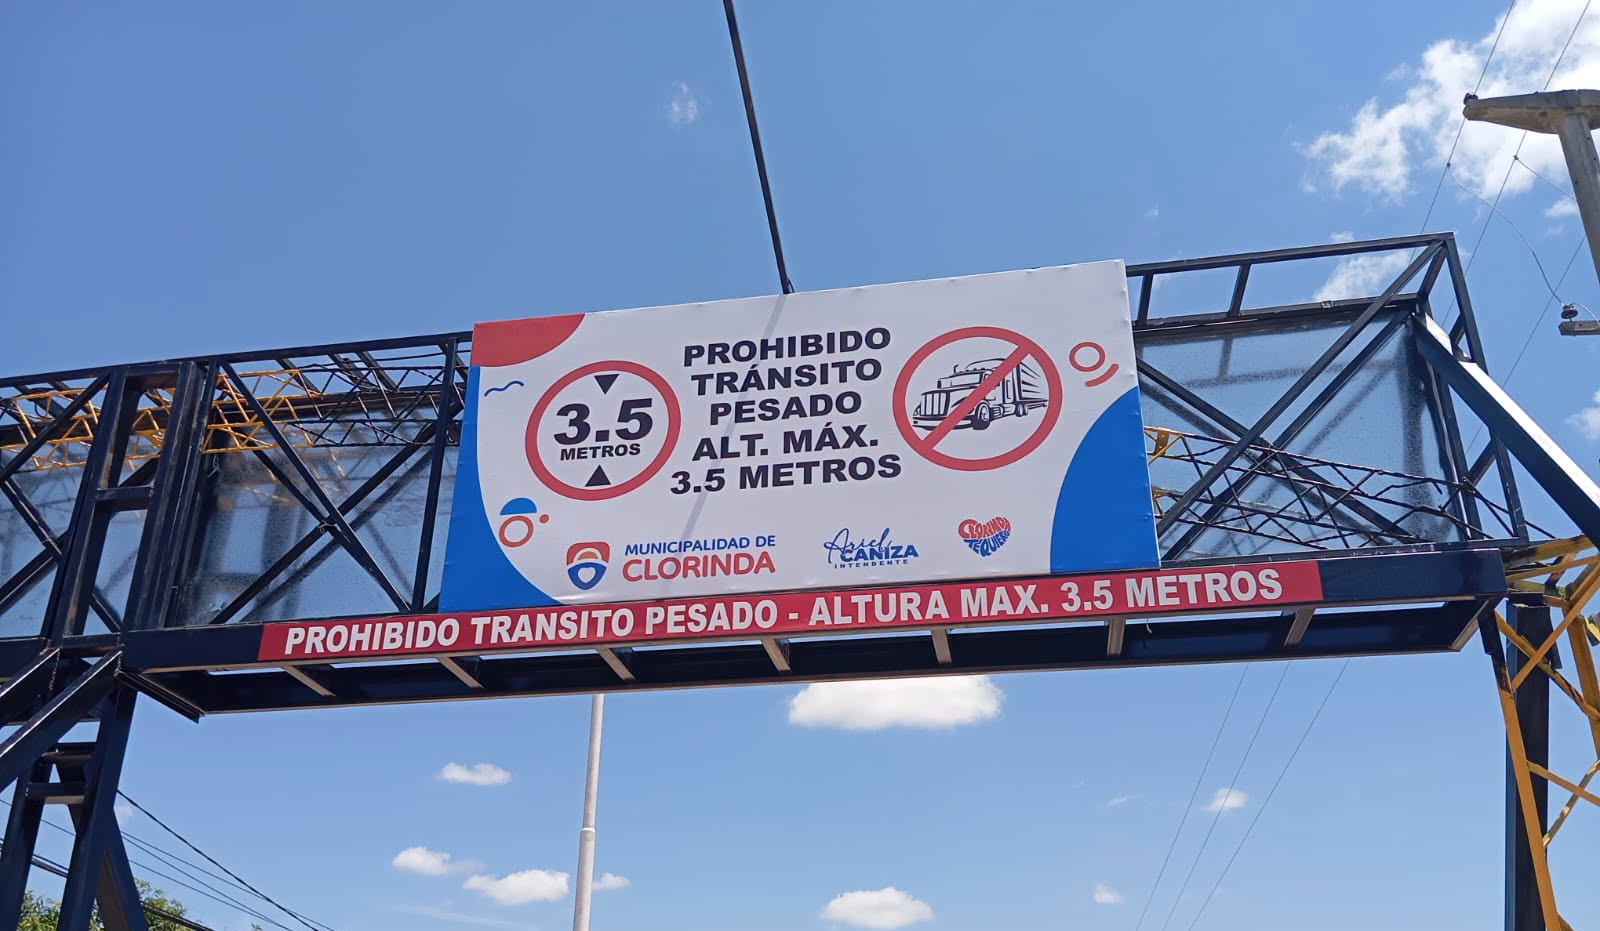 3.5
METROS
PROHIBIDO
TRÁNSITO
PESADO
ALT. MÁX.
3.5 METROS
MUNICIPALIDAD DE
CLORINDA
Ariel
CANIZA
INTENDENTE
CLORINDA
TE QUIERO
PROHIBIDO TRANSITO PESADO - ALTURA MAX. 3.5 METROS